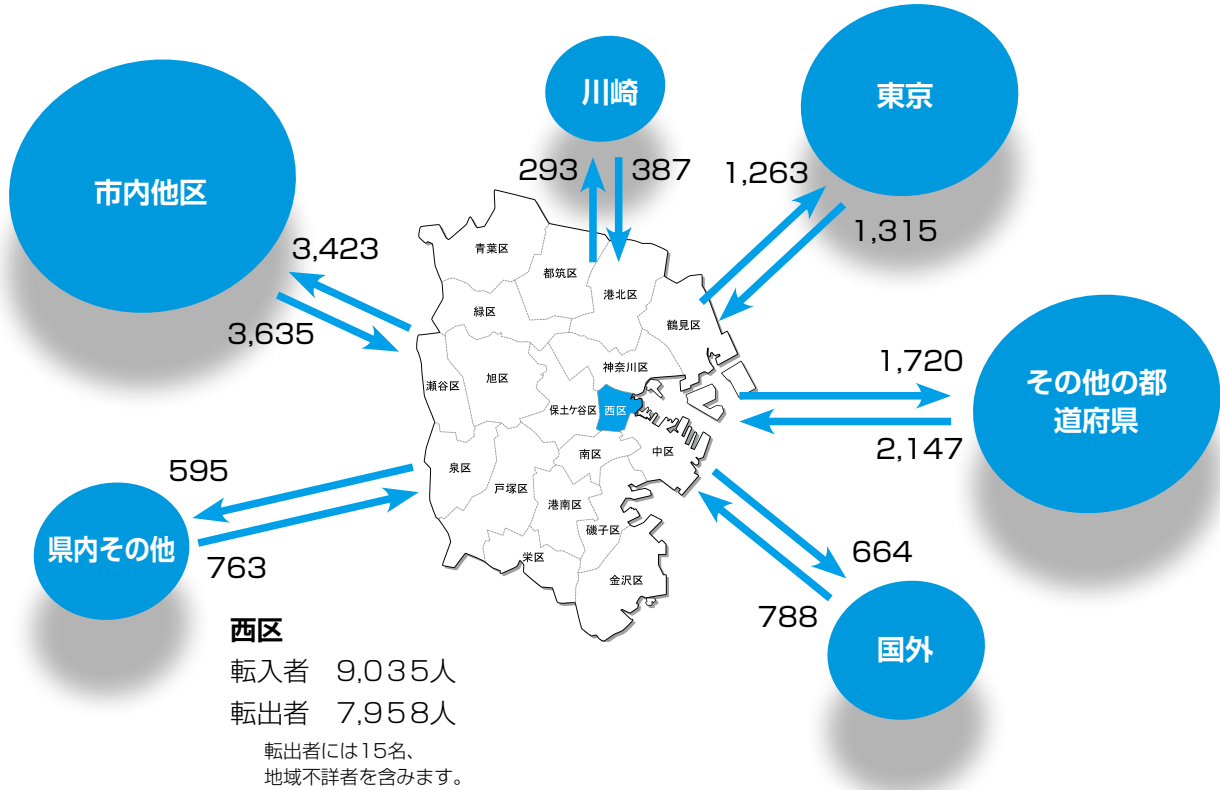 川崎
東京
市内他区
293
387
1,263
1,315
3,423
3,635
青葉区
都筑区
港北区
緑区
鶴見区
神奈川区
瀬谷区
旭区
保土ケ谷区
西区
1,720
その他の都
道府県
2,147
南区
中区
泉区
戸塚区
港南区
磯子区
栄区
金沢区
595
県内その他
763
664
788
国外
西区
転入者 9,035人
転出者 7,958人
転出者には15名、
地域不詳者を含みます。